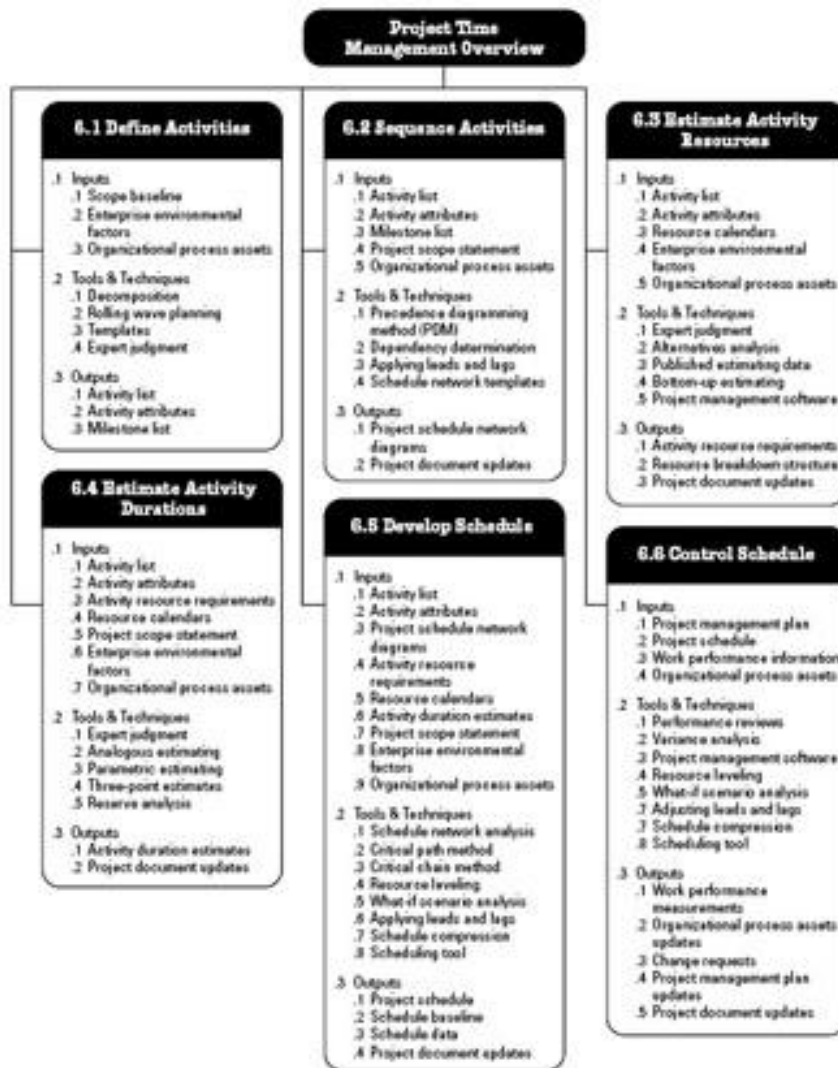 Project Time
Management Overview
6.1 Define Activities
.1 Inputs
.1 Scope baseline
.2 Enterprise environmental
factors
.3 Organizational process assets
.2 Tools & Techniques
.1 Decomposition
.2 Rolling wave planning
.3 Templates
.4 Expert judgment
.3 Outputs
.1 Activity list
.2 Activity attributes
.3 Milestone list
6.2 Sequence Activities
.1 Inputs
.1 Activity list
.2 Activity attributes
.3 Milestone list
.4 Project scope statement
.5 Organizational process assets
.2 Tools & Techniques
.1 Precedence diagramming
method (PDM)
.2 Dependency determination
.3 Applying leads and lags
.4 Schedule network templates
.3 Outputs
.1 Project schedule network
diagrams
.2 Project document updates
6.3 Estimate Activity
Resources
.1 Inputs
.1 Activity list
.2 Activity attributes
.3 Resource calendars
.4 Enterprise environmental
factors
.5 Organizational process assets
.2 Tools & Techniques
.1 Expert judgment
.2 Alternatives analysis
.3 Published estimating data
.4 Bottom-up estimating
.5 Project management software
.3 Outputs
.1 Activity resource requirements
.2 Resource breakdown structure
.3 Project document updates
6.4 Estimate Activity
Durations
.1 Inputs
.1 Activity list
.2 Activity attributes
.3 Activity resource requirements
.4 Resource calendars
.5 Project scope statement
.6 Enterprise environmental
factors
.7 Organizational process assets
.2 Tools & Techniques
.1 Expert judgment
.2 Analogous estimating
.3 Parametric estimating
.4 Three-point estimates
.5 Reserve analysis
.3 Outputs
.1 Activity duration estimates
.2 Project document updates
6.5 Develop Schedule
.1 Inputs
.1 Activity list
.2 Activity attributes
.3 Project schedule network
diagrams
.4 Activity resource
requirements
.5 Resource calendars
.6 Activity duration estimates
.7 Project scope statement
.8 Enterprise environmental
factors
.9 Organizational process assets
.2 Tools & Techniques
.1 Schedule network analysis
.2 Critical path method
.3 Critical chain method
.4 Resource leveling
.5 What-if scenario analysis
.6 Applying leads and lags
.7 Schedule compression
.8 Scheduling tool
.3 Outputs
.1 Project schedule
.2 Schedule baseline
.3 Schedule data
.4 Project document updates
6.6 Control Schedule
.1 Inputs
.1 Project management plan
.2 Project schedule
.3 Work performance information
.4 Organizational process assets
.2 Tools & Techniques
.1 Performance reviews
.2 Variance analysis
.3 Project management software
.4 Resource leveling
.5 What-if scenario analysis
.7 Adjusting leads and lags
.7 Schedule compression
.8 Scheduling tool
.3 Outputs
.1 Work performance
measurements
.2 Organizational process assets
updates
.3 Change requests
.4 Project management plan
updates
.5 Project document updates